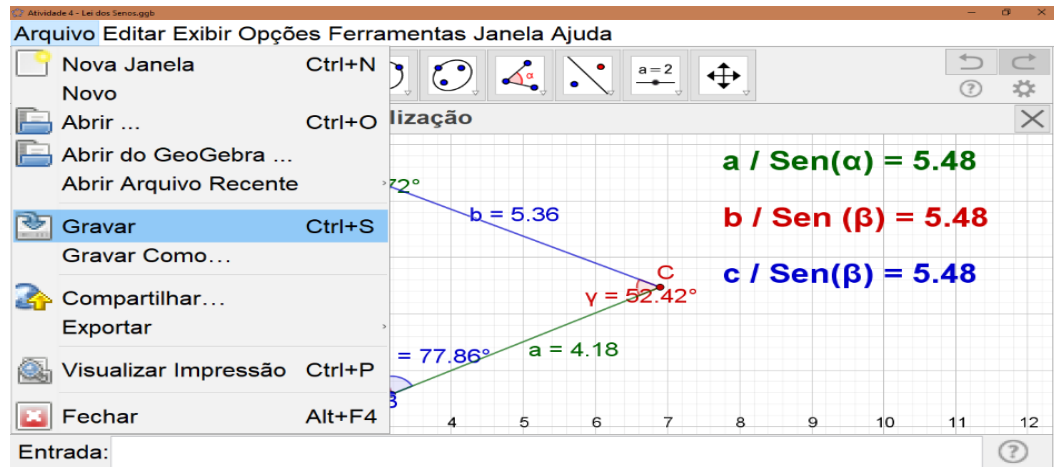 Atividade 4 - Lei dos Senos.ggb
Arquivo Editar Exibir Opções Ferramentas Janela Ajuda
Nova Janela Ctrl+N
Novo
Abrir ... Ctrl+O
Abrir do GeoGebra ...
Abrir Arquivo Recente
Gravar Ctrl+S
Gravar Como...
Compartilhar...
Exportar
Visualizar Impressão Ctrl+P
Fechar Alt+F4
α
a = 2
lização
72°
b = 5.36
C
γ = 52.42°
= 77.86°
a = 4.18
B
a / Sen(α) = 5.48
b / Sen (β) = 5.48
c / Sen(β) = 5.48
4 5 6 7 8 9 10 11 12
Entrada: